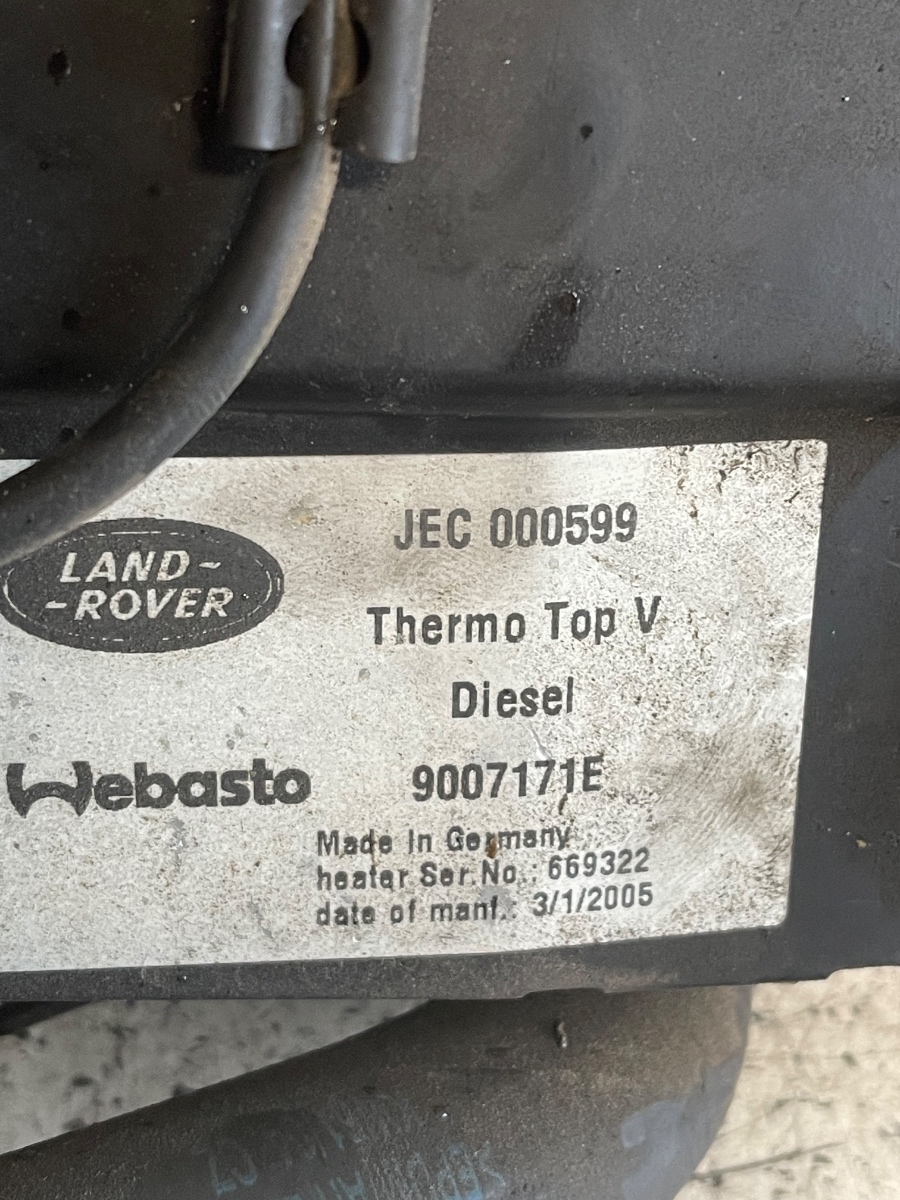 JEC 000599
LAND~
~ROVER
Thermo Top V
Diesel
Webasto
9007171E
Made In Germany
heater Ser.No.: 669322
date of manf.: 3/1/2005